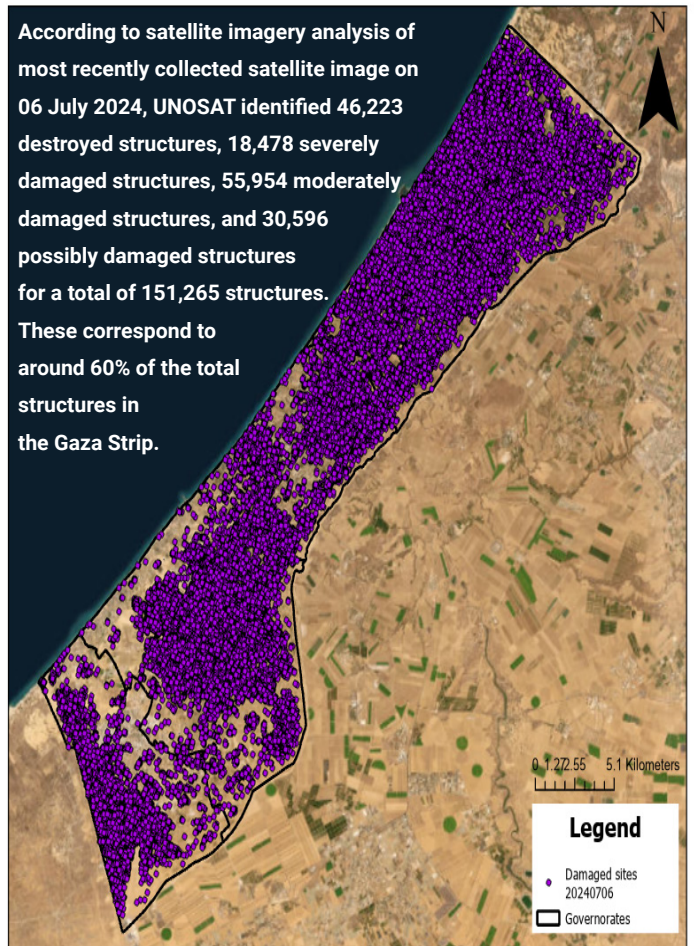 According to satellite imagery analysis of
most recently collected satellite image on
06 July 2024, UNOSAT identified 46,223
destroyed structures, 18,478 severely
damaged structures, 55,954 moderately
damaged structures, and 30,596
possibly damaged structures
for a total of 151,265 structures.
These correspond to
around 60% of the total
structures in
the Gaza Strip.
N
0 1.272.55 5.1 Kilometers
Legend
Damaged sites
20240706
Governorates